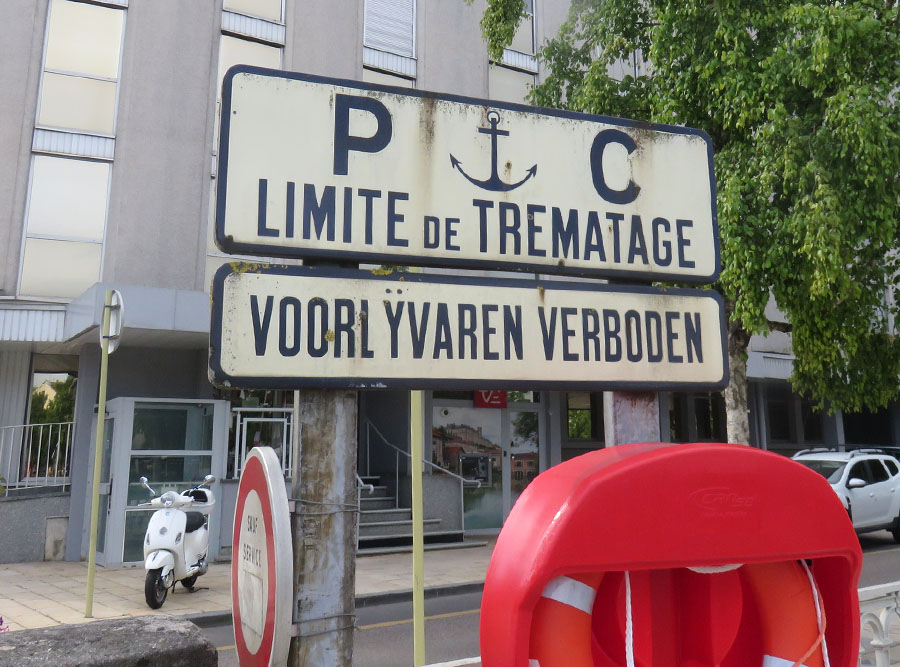 P C
LIMITE DE TREMATAGE
VOORLŸVAREN VERBODEN
SAUF
SERVICE